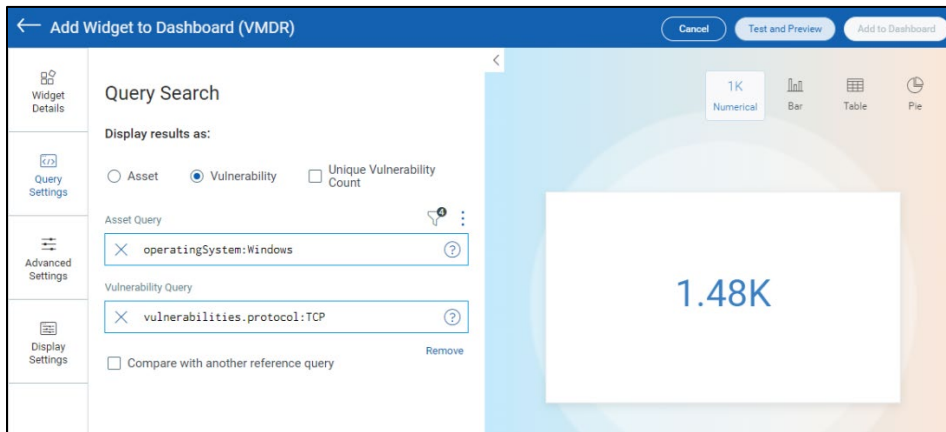 ← Add Widget to Dashboard (VMDR)
Cancel
Test and Preview
Add to Dashboard
Widget
Details
Query
Settings
Advanced
Settings
Display
Settings
Query Search
Display results as:
Asset
Vulnerability
Unique Vulnerability
Count
Asset Query
4
operatingSystem:Windows
?
Vulnerability Query
vulnerabilities.protocol:TCP
?
Remove
Compare with another reference query
1K
Numerical
Bar
Table
Pie
1.48K